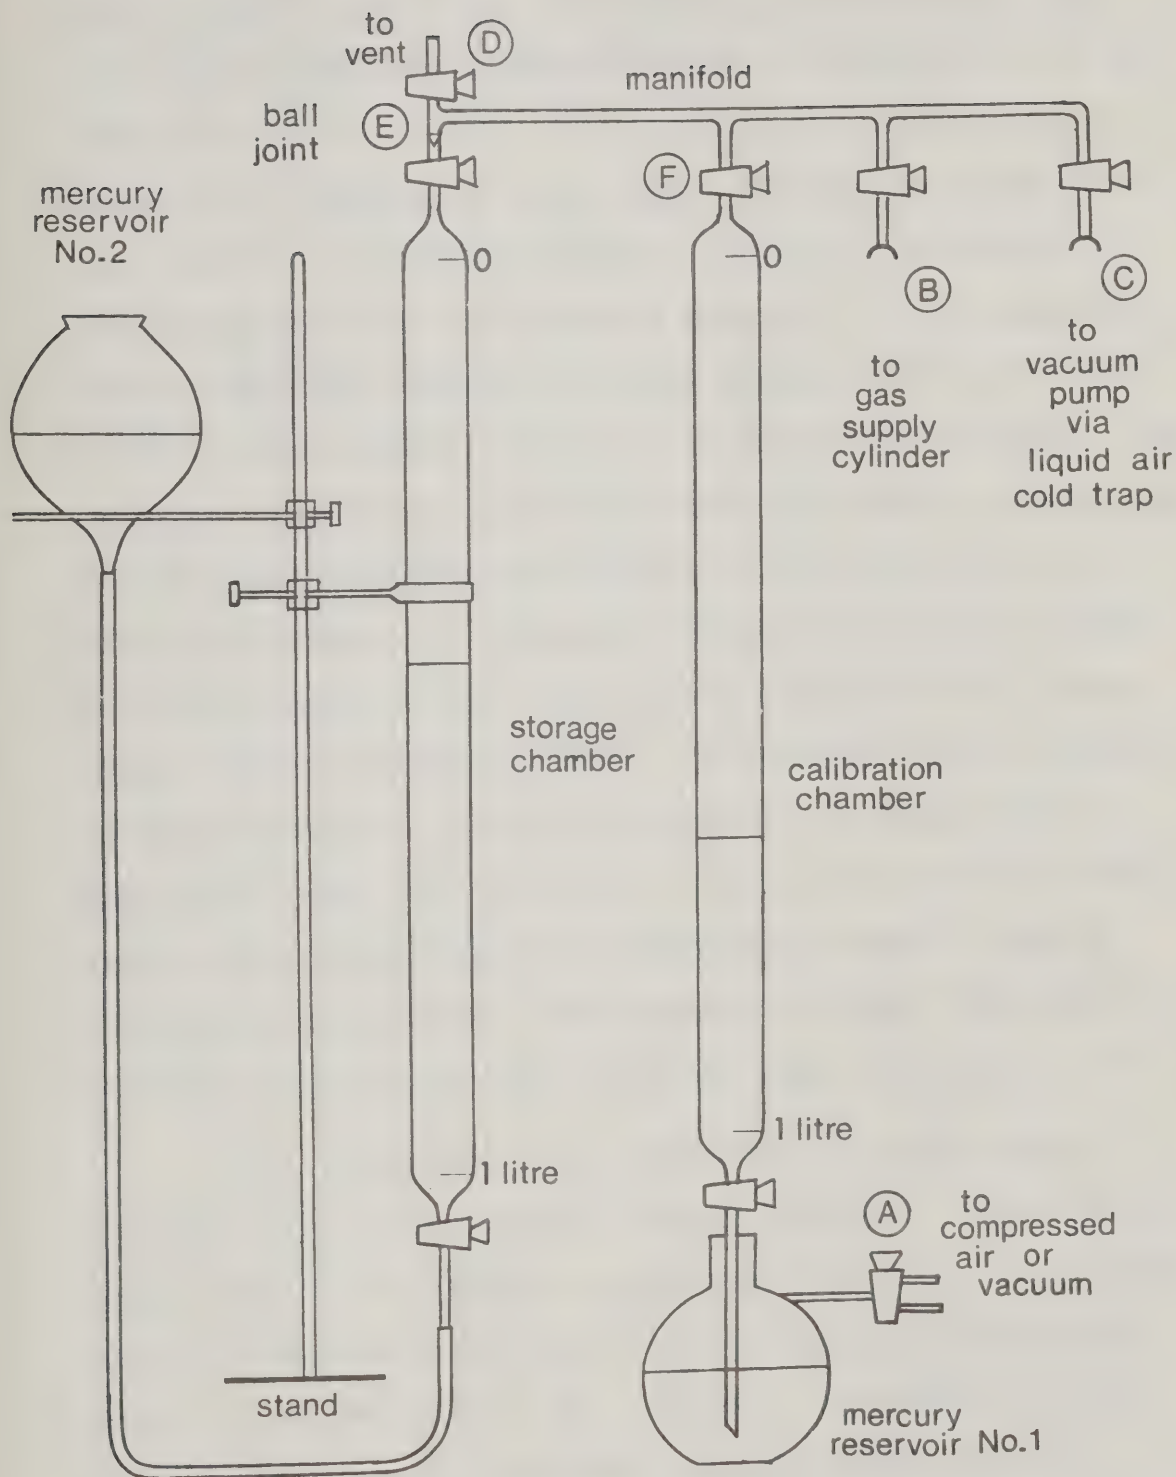 to
vent
D
manifold
ball
joint
E
mercury
reservoir
No.2
F
0
0
B
C
to
gas
supply
cylinder
to
vacuum
pump
via
liquid air
cold trap
storage
chamber
calibration
chamber
1 litre
1 litre
A
to
compressed
air or
vacuum
stand
mercury
reservoir No.1